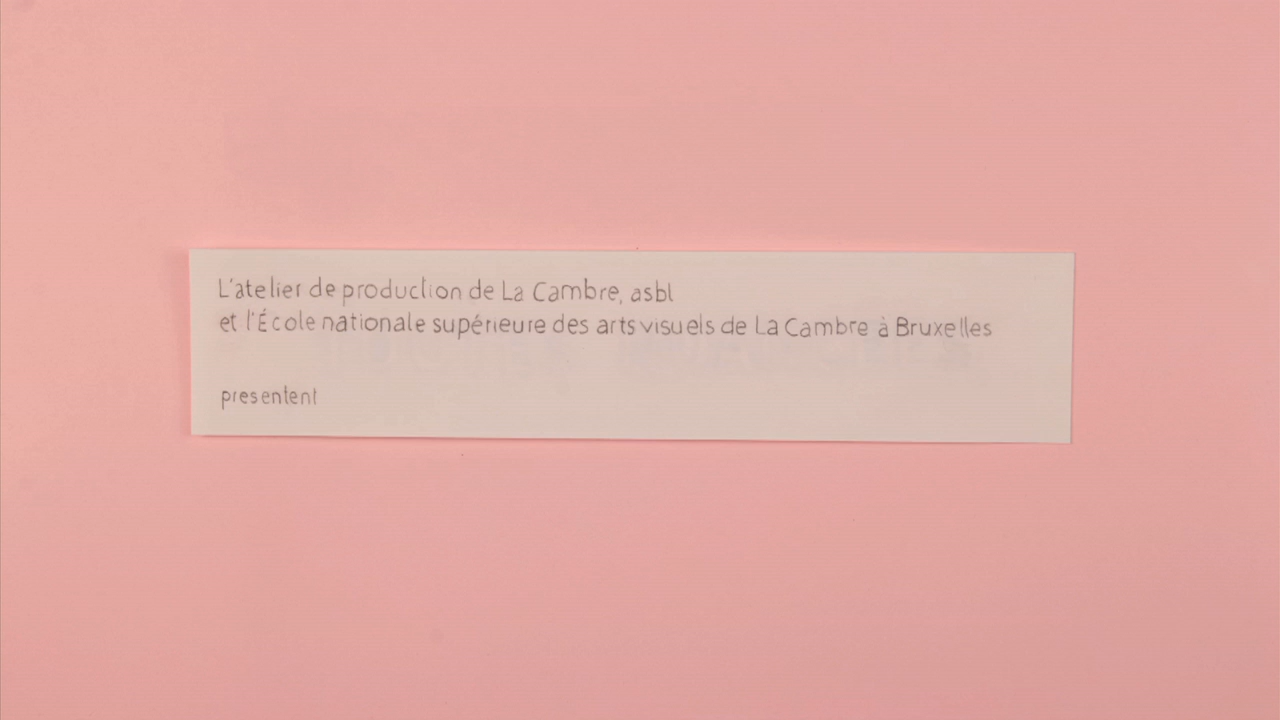 L'atelier de production de La Cambre, asbl
et l'École nationale supérieure des arts visuels de La Cambre à Bruxelles
presentent